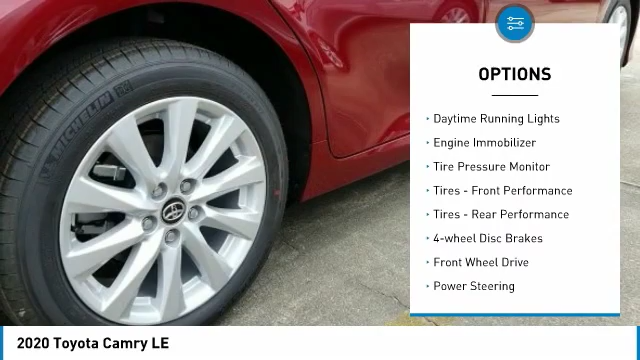 MICHELIN
OPTIONS
Daytime Running Lights
Engine Immobilizer
Tire Pressure Monitor
Tires - Front Performance
Tires - Rear Performance
4-wheel Disc Brakes
Front Wheel Drive
Power Steering
2020 Toyota Camry LE